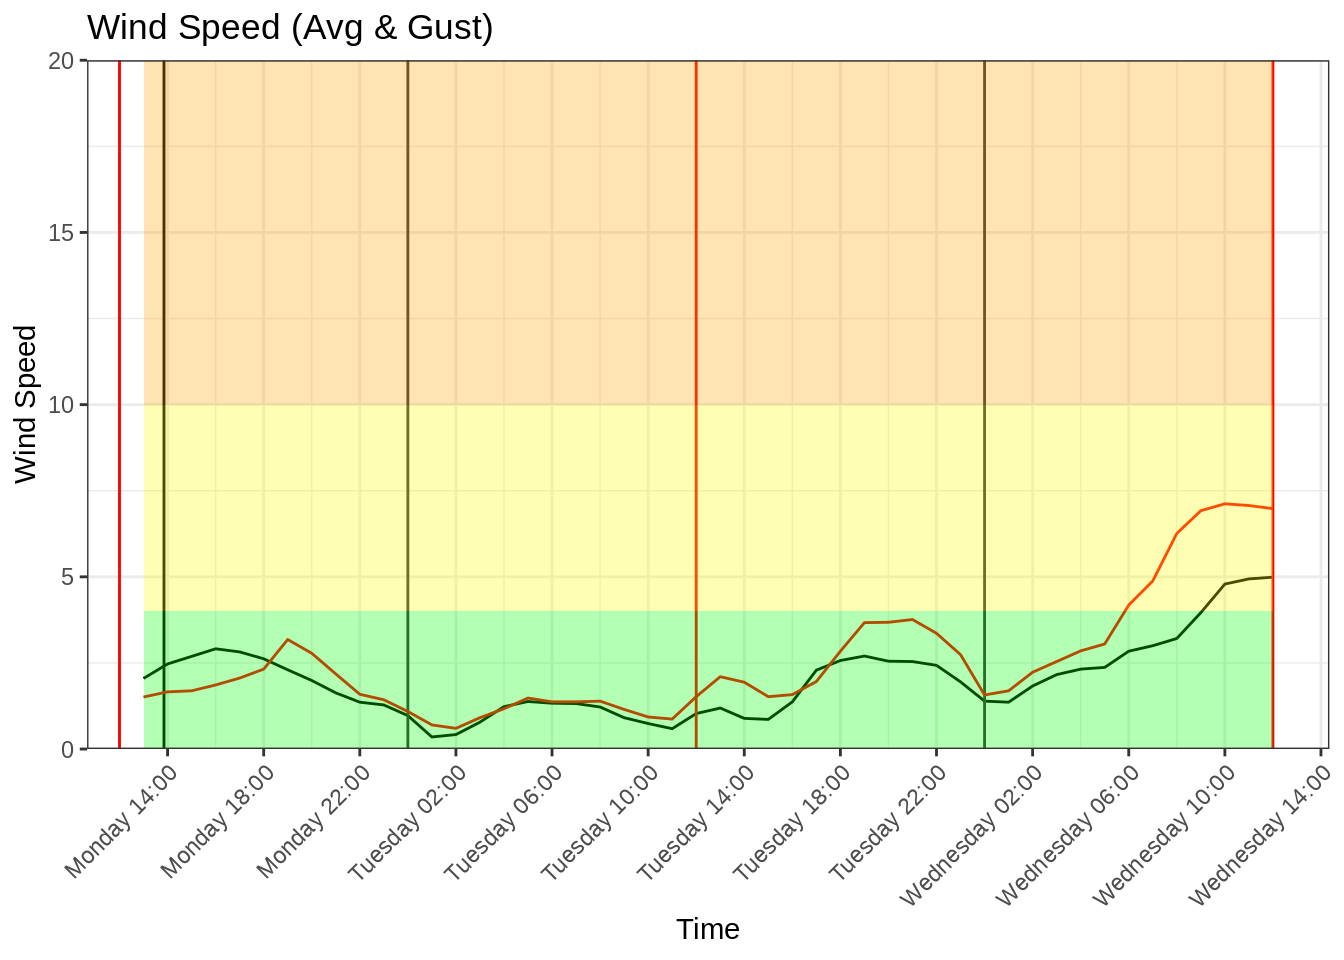 Wind Speed (Avg & Gust)
20
15
10
5
0
Wind Speed
Monday 14:00
Monday 18:00
Monday 22:00
Tuesday 02:00
Tuesday 06:00
Tuesday 10:00
Tuesday 14:00
Tuesday 18:00
Tuesday 22:00
Wednesday 02:00
Wednesday 06:00
Wednesday 10:00
Wednesday 14:00
Time